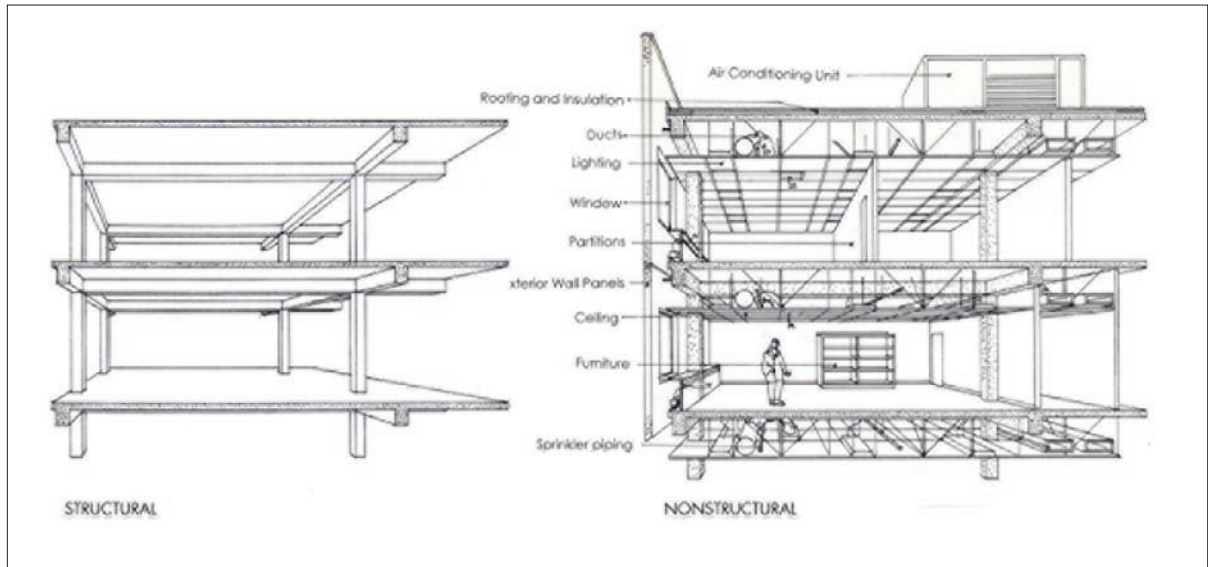 Air Conditioning Unit
Roofing and Insulation
Ducts
Lighting
Window
Partitions
xterior Wall Panels
Ceiling
Furniture
Sprinkler piping
STRUCTURAL
NONSTRUCTURAL